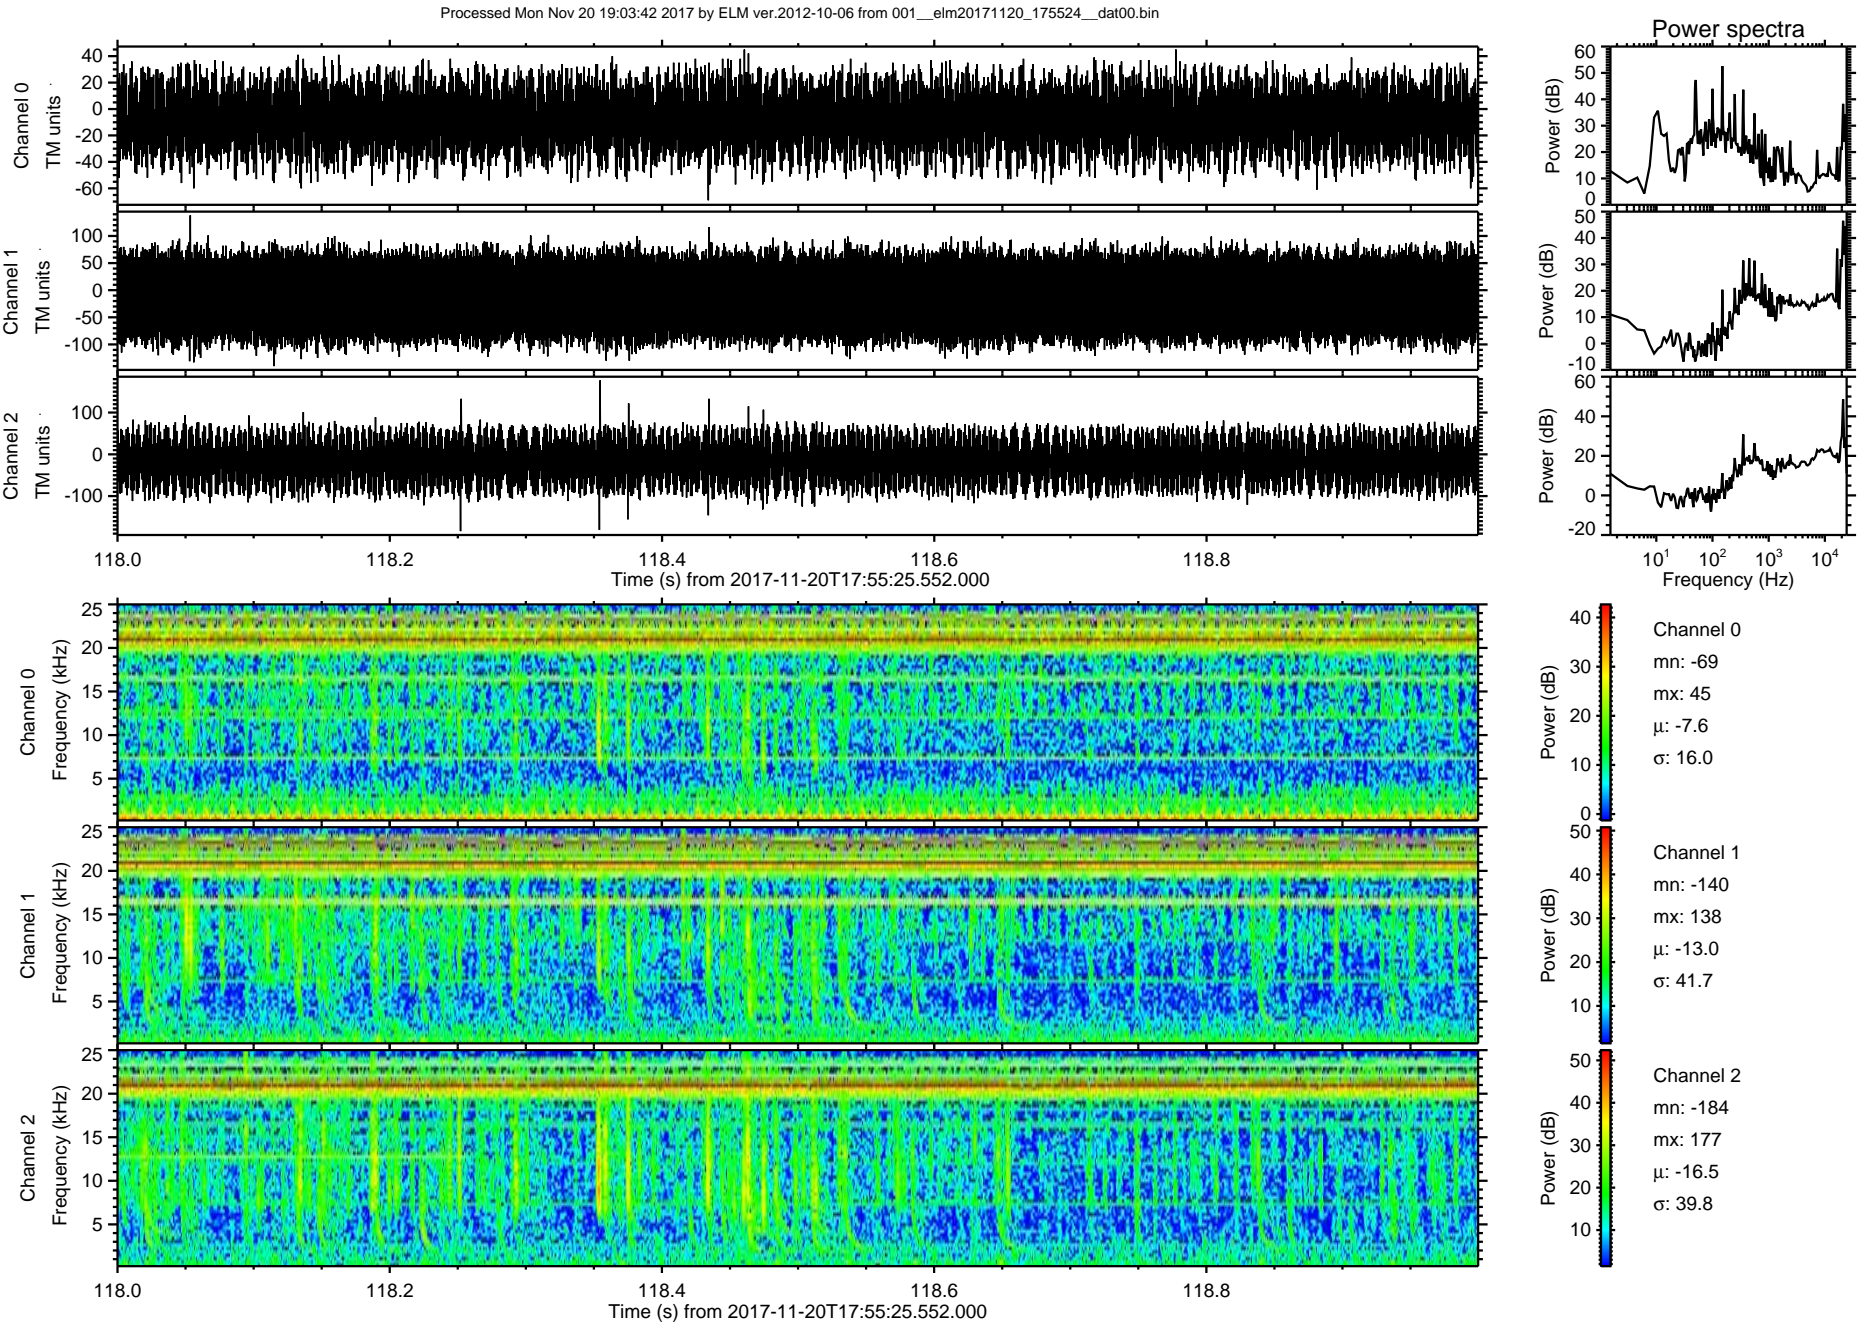 Processed Mon Nov 20 19:03:42 2017 by ELM ver.2012-10-06 from 001__elm20171120_175524__dat00.bin
Power spectra
Channel 0
TM units
40
20
0
-20
-40
-60
Power (dB)
60
50
40
30
20
10
0
Channel 1
TM units
100
50
0
-50
-100
Power (dB)
50
40
30
20
10
0
-10
Channel 2
TM units
100
0
-100
Power (dB)
60
40
20
0
-20
118.0 118.2 118.4 118.6 118.8
Time (s) from 2017-11-20T17:55:25.552.000
10¹ 10² 10³ 10⁴
Frequency (Hz)
Channel 0
Frequency (kHz)
25
20
15
10
5
Power (dB)
40
30
20
10
0
Channel 0
mn: -69
mx: 45
μ: -7.6
σ: 16.0
Channel 1
Frequency (kHz)
25
20
15
10
5
Power (dB)
50
40
30
20
10
Channel 1
mn: -140
mx: 138
μ: -13.0
σ: 41.7
Channel 2
Frequency (kHz)
25
20
15
10
5
Power (dB)
50
40
30
20
10
Channel 2
mn: -184
mx: 177
μ: -16.5
σ: 39.8
118.0 118.2 118.4 118.6 118.8
Time (s) from 2017-11-20T17:55:25.552.000